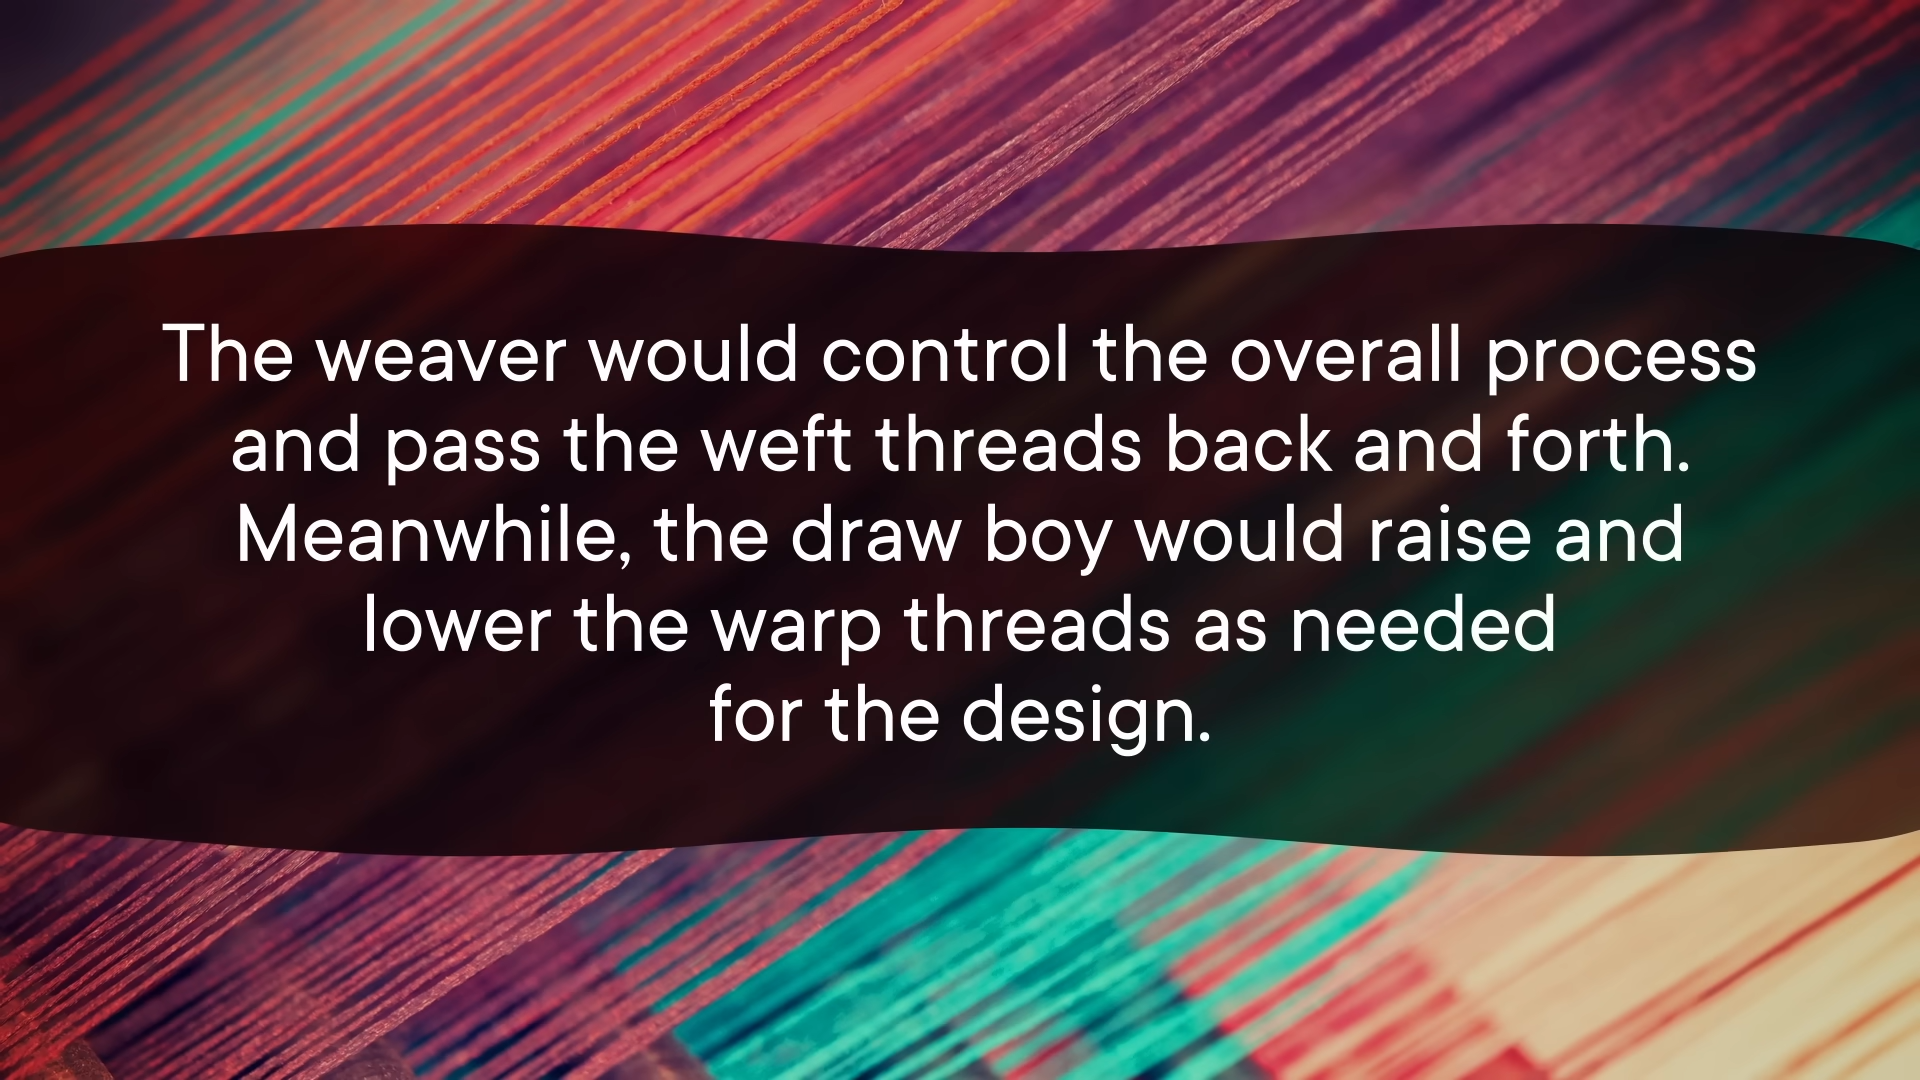 The weaver would control the overall process
and pass the weft threads back and forth.
Meanwhile, the draw boy would raise and
lower the warp threads as needed
for the design.